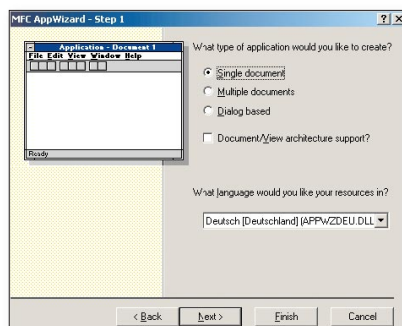 MFC AppWizard - Step 1
Application - Document 1
File Edit View Window Help
Ready
What type of application would you like to create?
Single document
Multiple documents
Dialog based
Document/View architecture support?
What language would you like your resources in?
Deutsch [Deutschland] (APPWZDEU.DLL
< Back
Next >
Finish
Cancel